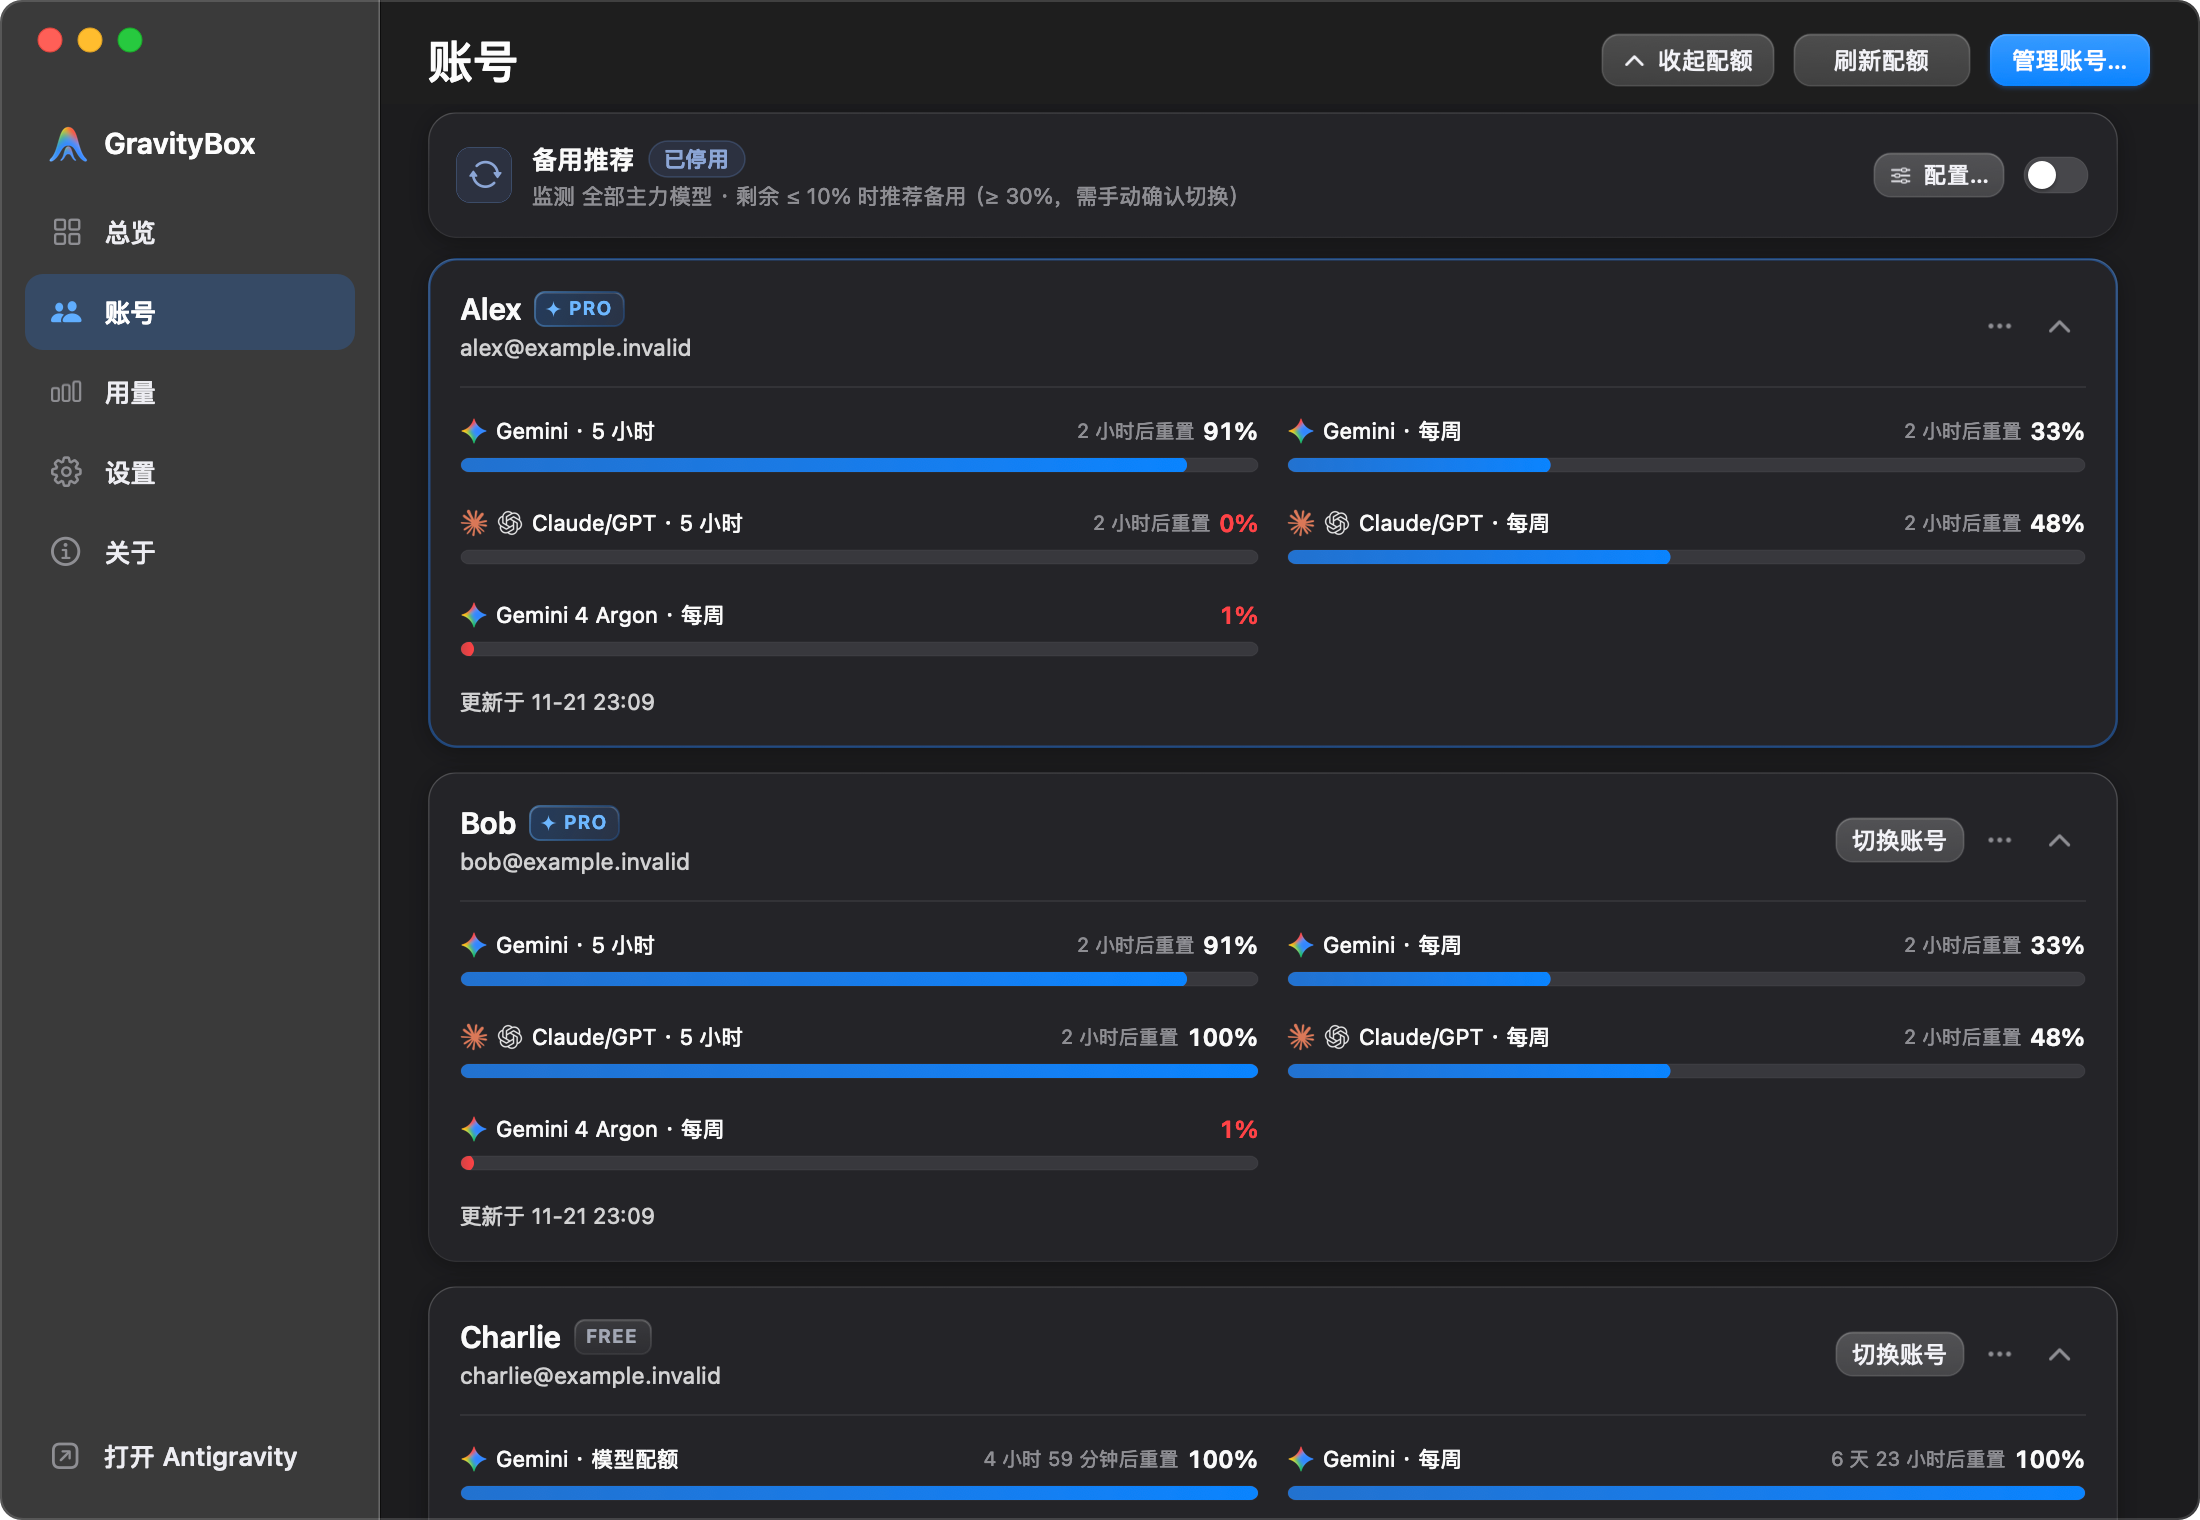 账号
收起配额
刷新配额
管理账号...
GravityBox
总览
账号
用量
设置
关于
打开 Antigravity
备用推荐 已停用
监测 全部主力模型 · 剩余 ≤ 10% 时推荐备用（≥ 30%，需手动确认切换）
配置...
Alex PRO
alex@example.invalid
Gemini · 5 小时 2 小时后重置 91%
Gemini · 每周 2 小时后重置 33%
Claude/GPT · 5 小时 2 小时后重置 0%
Claude/GPT · 每周 2 小时后重置 48%
Gemini 4 Argon · 每周 1%
更新于 11-21 23:09
Bob PRO
bob@example.invalid
切换账号
Gemini · 5 小时 2 小时后重置 91%
Gemini · 每周 2 小时后重置 33%
Claude/GPT · 5 小时 2 小时后重置 100%
Claude/GPT · 每周 2 小时后重置 48%
Gemini 4 Argon · 每周 1%
更新于 11-21 23:09
Charlie FREE
charlie@example.invalid
切换账号
Gemini · 模型配额 4 小时 59 分钟后重置 100%
Gemini · 每周 6 天 23 小时后重置 100%